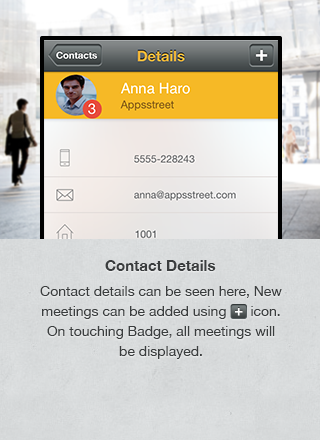 Contacts
Details
+
Anna Haro
3
Appsstreet
5555-228243
anna@appsstreet.com
1001
Contact Details
Contact details can be seen here, New
meetings can be added using + icon.
On touching Badge, all meetings will
be displayed.